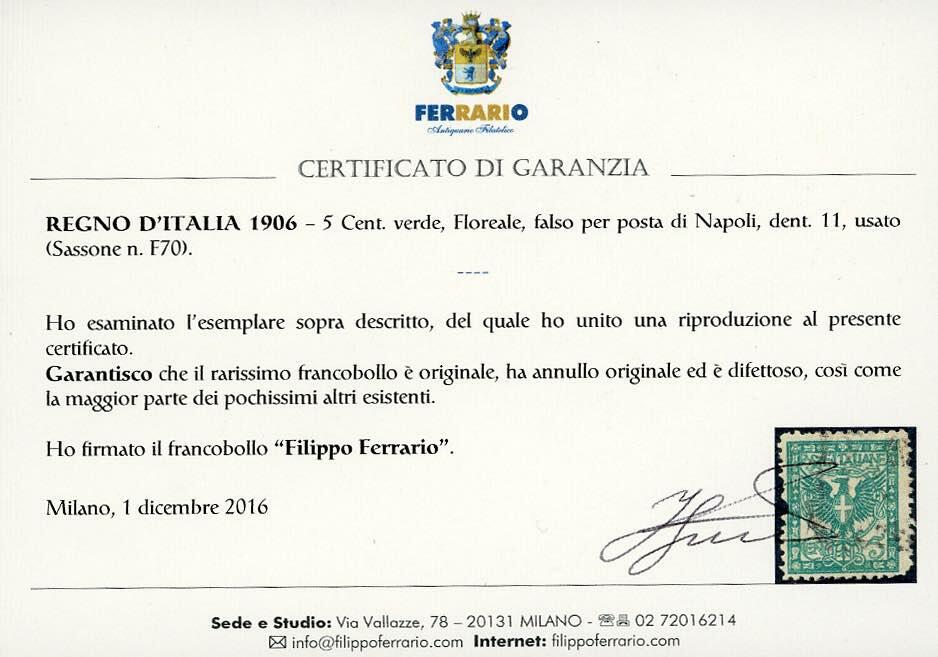 FERRARIO
Antiquario Filatelico
CERTIFICATO DI GARANZIA
REGNO D'ITALIA 1906 – 5 Cent. verde, Floreale, falso per posta di Napoli, dent. 11, usato
(Sassone n. F70).
----
Ho esaminato l'esemplare sopra descritto, del quale ho unito una riproduzione al presente
certificato.
Garantisco che il rarissimo francobollo è originale, ha annullo originale ed è difettoso, così come
la maggior parte dei pochissimi altri esistenti.
Ho firmato il francobollo "Filippo Ferrario".
Milano, 1 dicembre 2016
Sede e Studio: Via Vallazze, 78 – 20131 MILANO - 02 72016214
info@filippoferrario.com Internet: filippoferrario.com